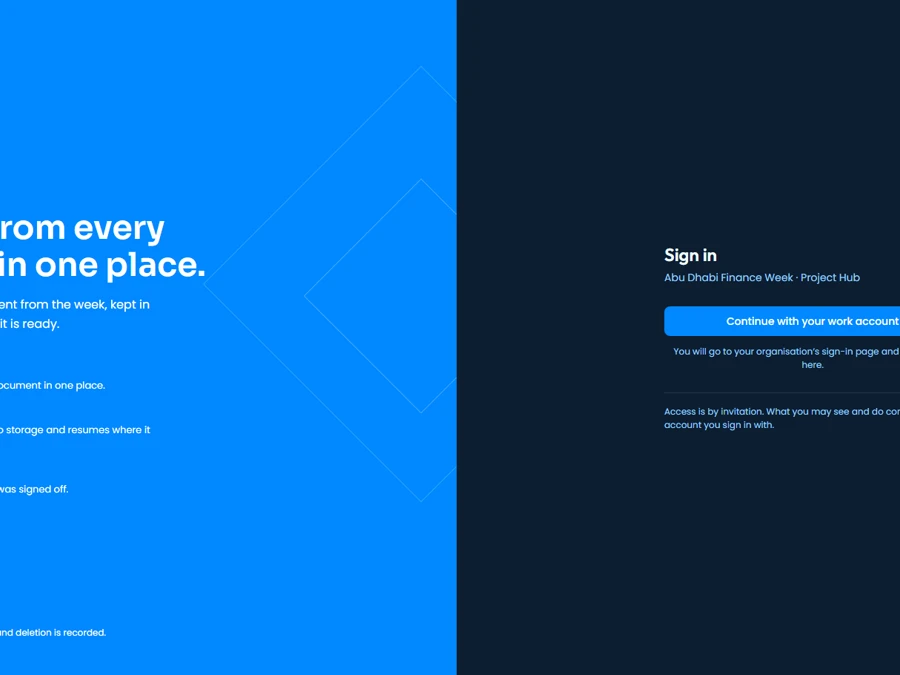 rom every
in one place.
ent from the week, kept in
it is ready.
ocument in one place.
o storage and resumes where it
was signed off.
and deletion is recorded.
Sign in
Abu Dhabi Finance Week · Project Hub
Continue with your work account
You will go to your organisation's sign-in page and
here.
Access is by invitation. What you may see and do co
account you sign in with.